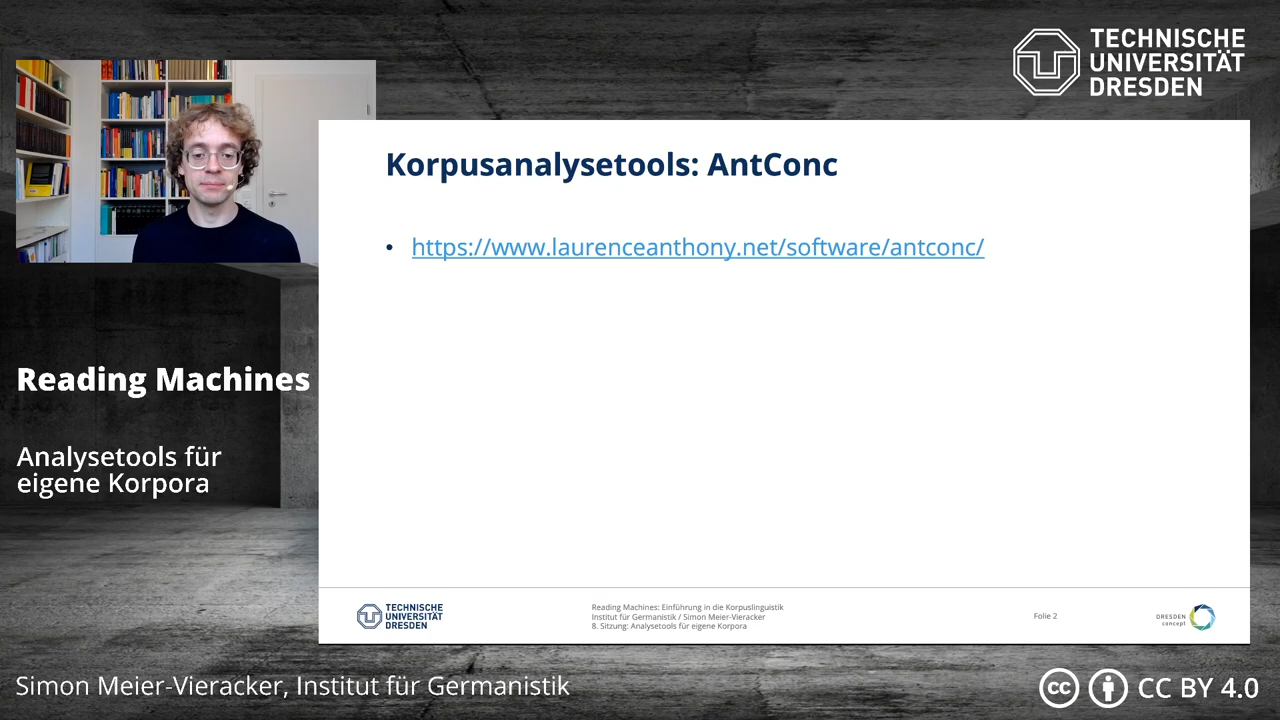 TECHNISCHE
UNIVERSITÄT
DRESDEN
Korpusanalysetools: AntConc
• https://www.laurenceanthony.net/software/antconc/
Reading Machines
Analysetools für
eigene Korpora
TECHNISCHE
UNIVERSITÄT
DRESDEN
Reading Machines: Einführung in die Korpuslinguistik
Institut für Germanistik / Simon Meier-Vieracker
8. Sitzung: Analysetools für eigene Korpora
Folie 2
DRESDEN
concept
Simon Meier-Vieracker, Institut für Germanistik
cc CC BY 4.0